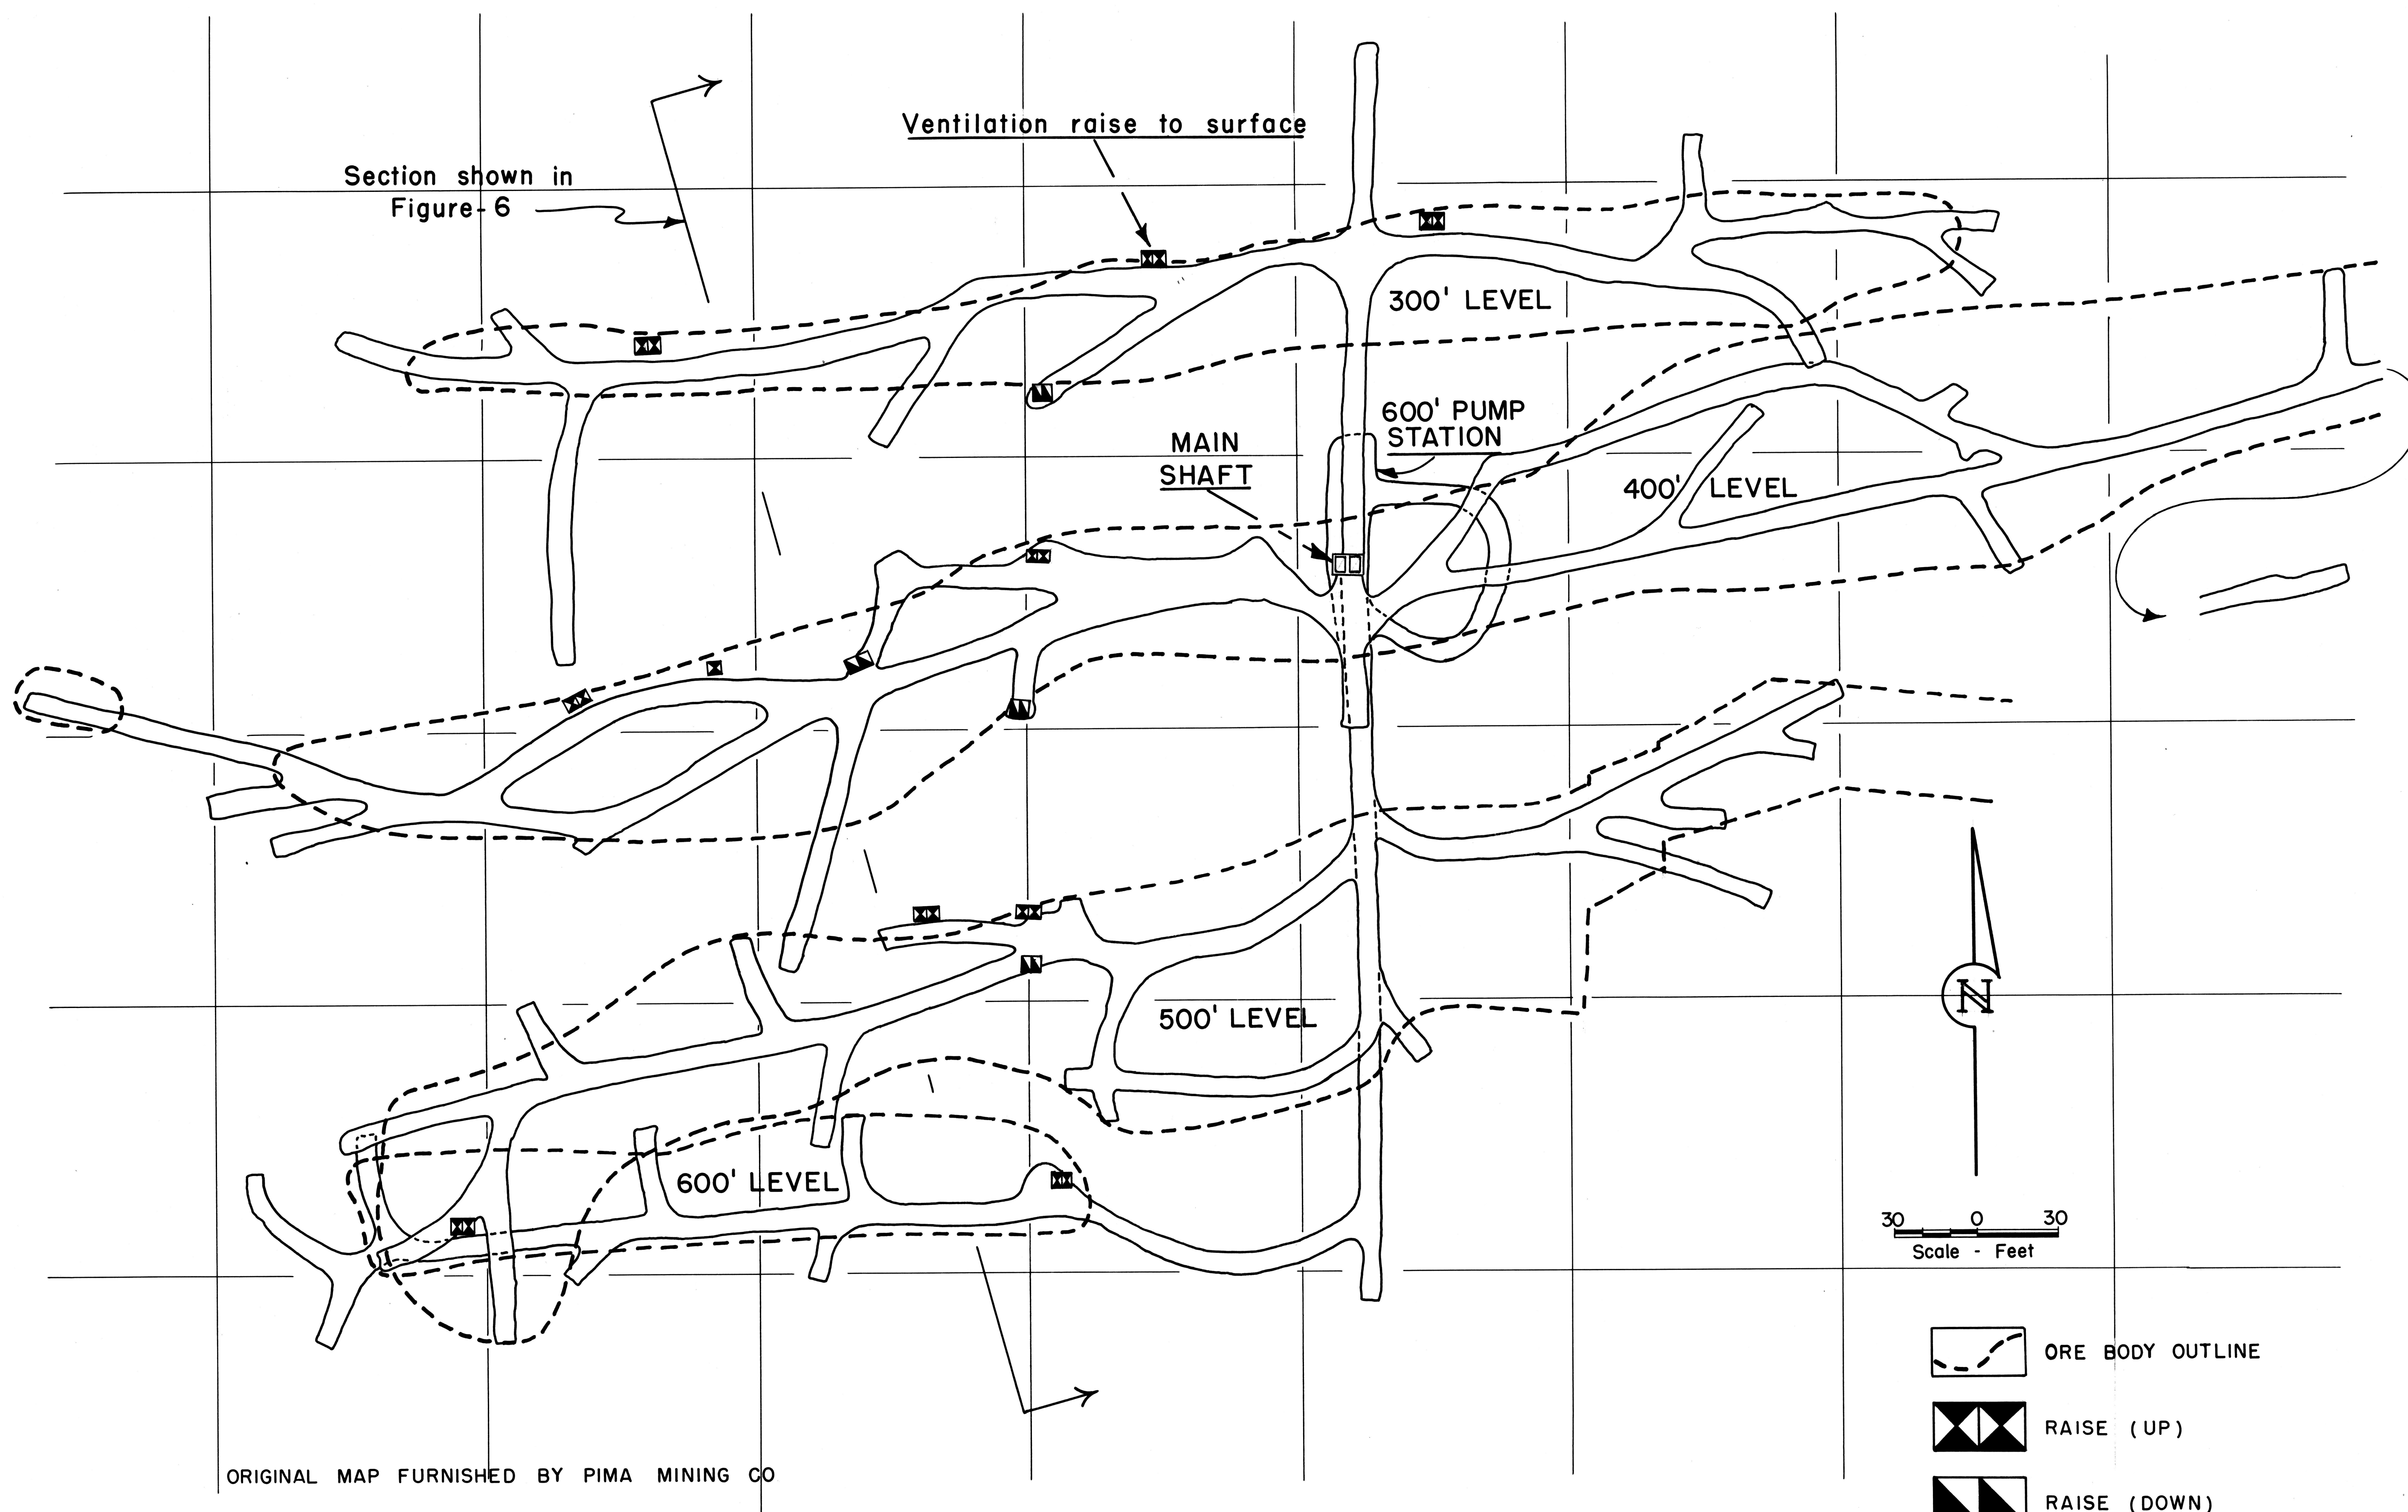 Ventilation raise to surface
Section shown in
Figure-6
300' LEVEL
600' PUMP
STATION
MAIN
SHAFT
400' LEVEL
500' LEVEL
N
600' LEVEL
30 0 30
Scale - Feet
ORE BODY OUTLINE
RAISE (UP)
ORIGINAL MAP FURNISHED BY PIMA MINING CO
RAISE (DOWN)